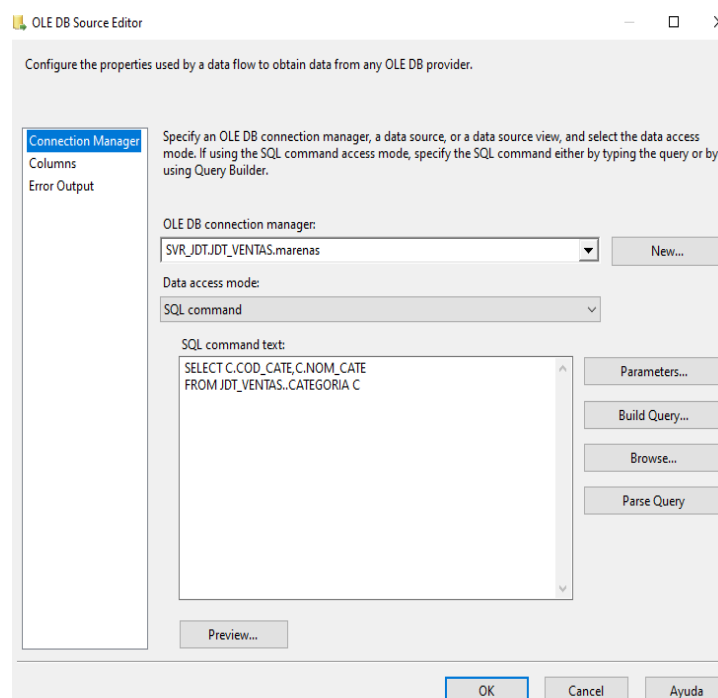 OLE DB Source Editor
Configure the properties used by a data flow to obtain data from any OLE DB provider.
Connection Manager
Columns
Error Output
Specify an OLE DB connection manager, a data source, or a data source view, and select the data access
mode. If using the SQL command access mode, specify the SQL command either by typing the query or by
using Query Builder.
OLE DB connection manager:
SVR_JDT.JDT_VENTAS.marenas
New...
Data access mode:
SQL command
SQL command text:
SELECT C.COD_CATE,C.NOM_CATE
FROM JDT_VENTAS..CATEGORIA C
Parameters...
Build Query...
Browse...
Parse Query
Preview...
OK
Cancel
Ayuda